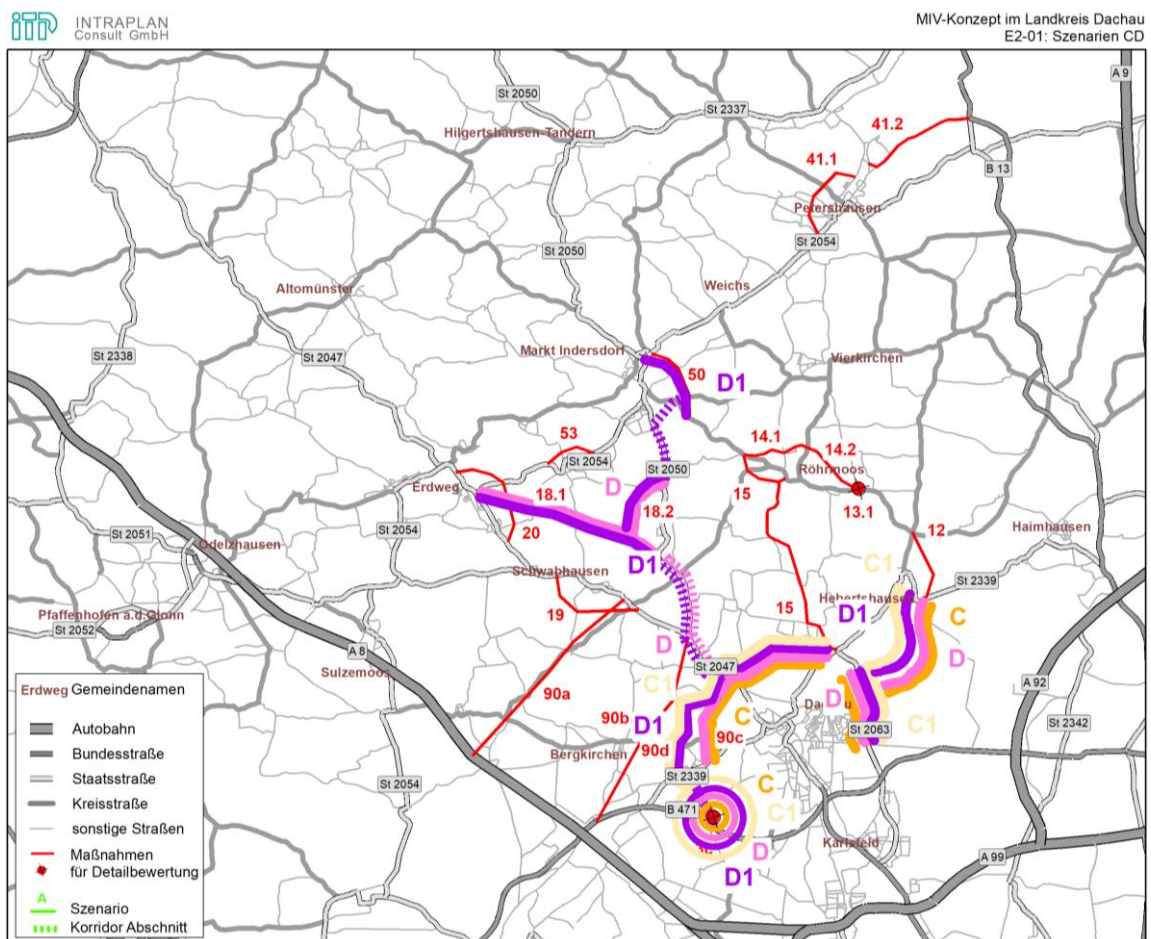 iTP INTRAPLAN
Consult GmbH
MIV-Konzept im Landkreis Dachau
E2-01: Szenarien CD
A 9
St 2050
St 2337
41.2
Hilgertshausen-Tandern
41.1
B 13
Petershausen
St 2054
St 2050
Weichs
Altomünster
Markt Indersdorf
St 2338
St 2047
Vierkirchen
50
D1
53
14.1
14.2
St 2054
St 2050
Röhrmoos
Erdweg
D
18.1
15
18.2
13.1
20
12
Haimhausen
St 2054
St 2051
Odelzhausen
D1
C1
Schwabhausen
St 2339
Hebertshausen
19
15
D1
C
Pfaffenhofen a.d.Glonn
St 2052
D
A 8
D
St 2047
Sulzemoos
C1
A 92
90a
D
90b
C
C1
D1
St 2063
St 2342
90c
90d
Bergkirchen
St 2339
St 2054
C
B 471
C1
D
Karlsfeld
A 99
D1
Erdweg Gemeindenamen
Autobahn
Bundesstraße
Staatsstraße
Kreisstraße
sonstige Straßen
Maßnahmen
für Detailbewertung
A
Szenario
Korridor Abschnitt